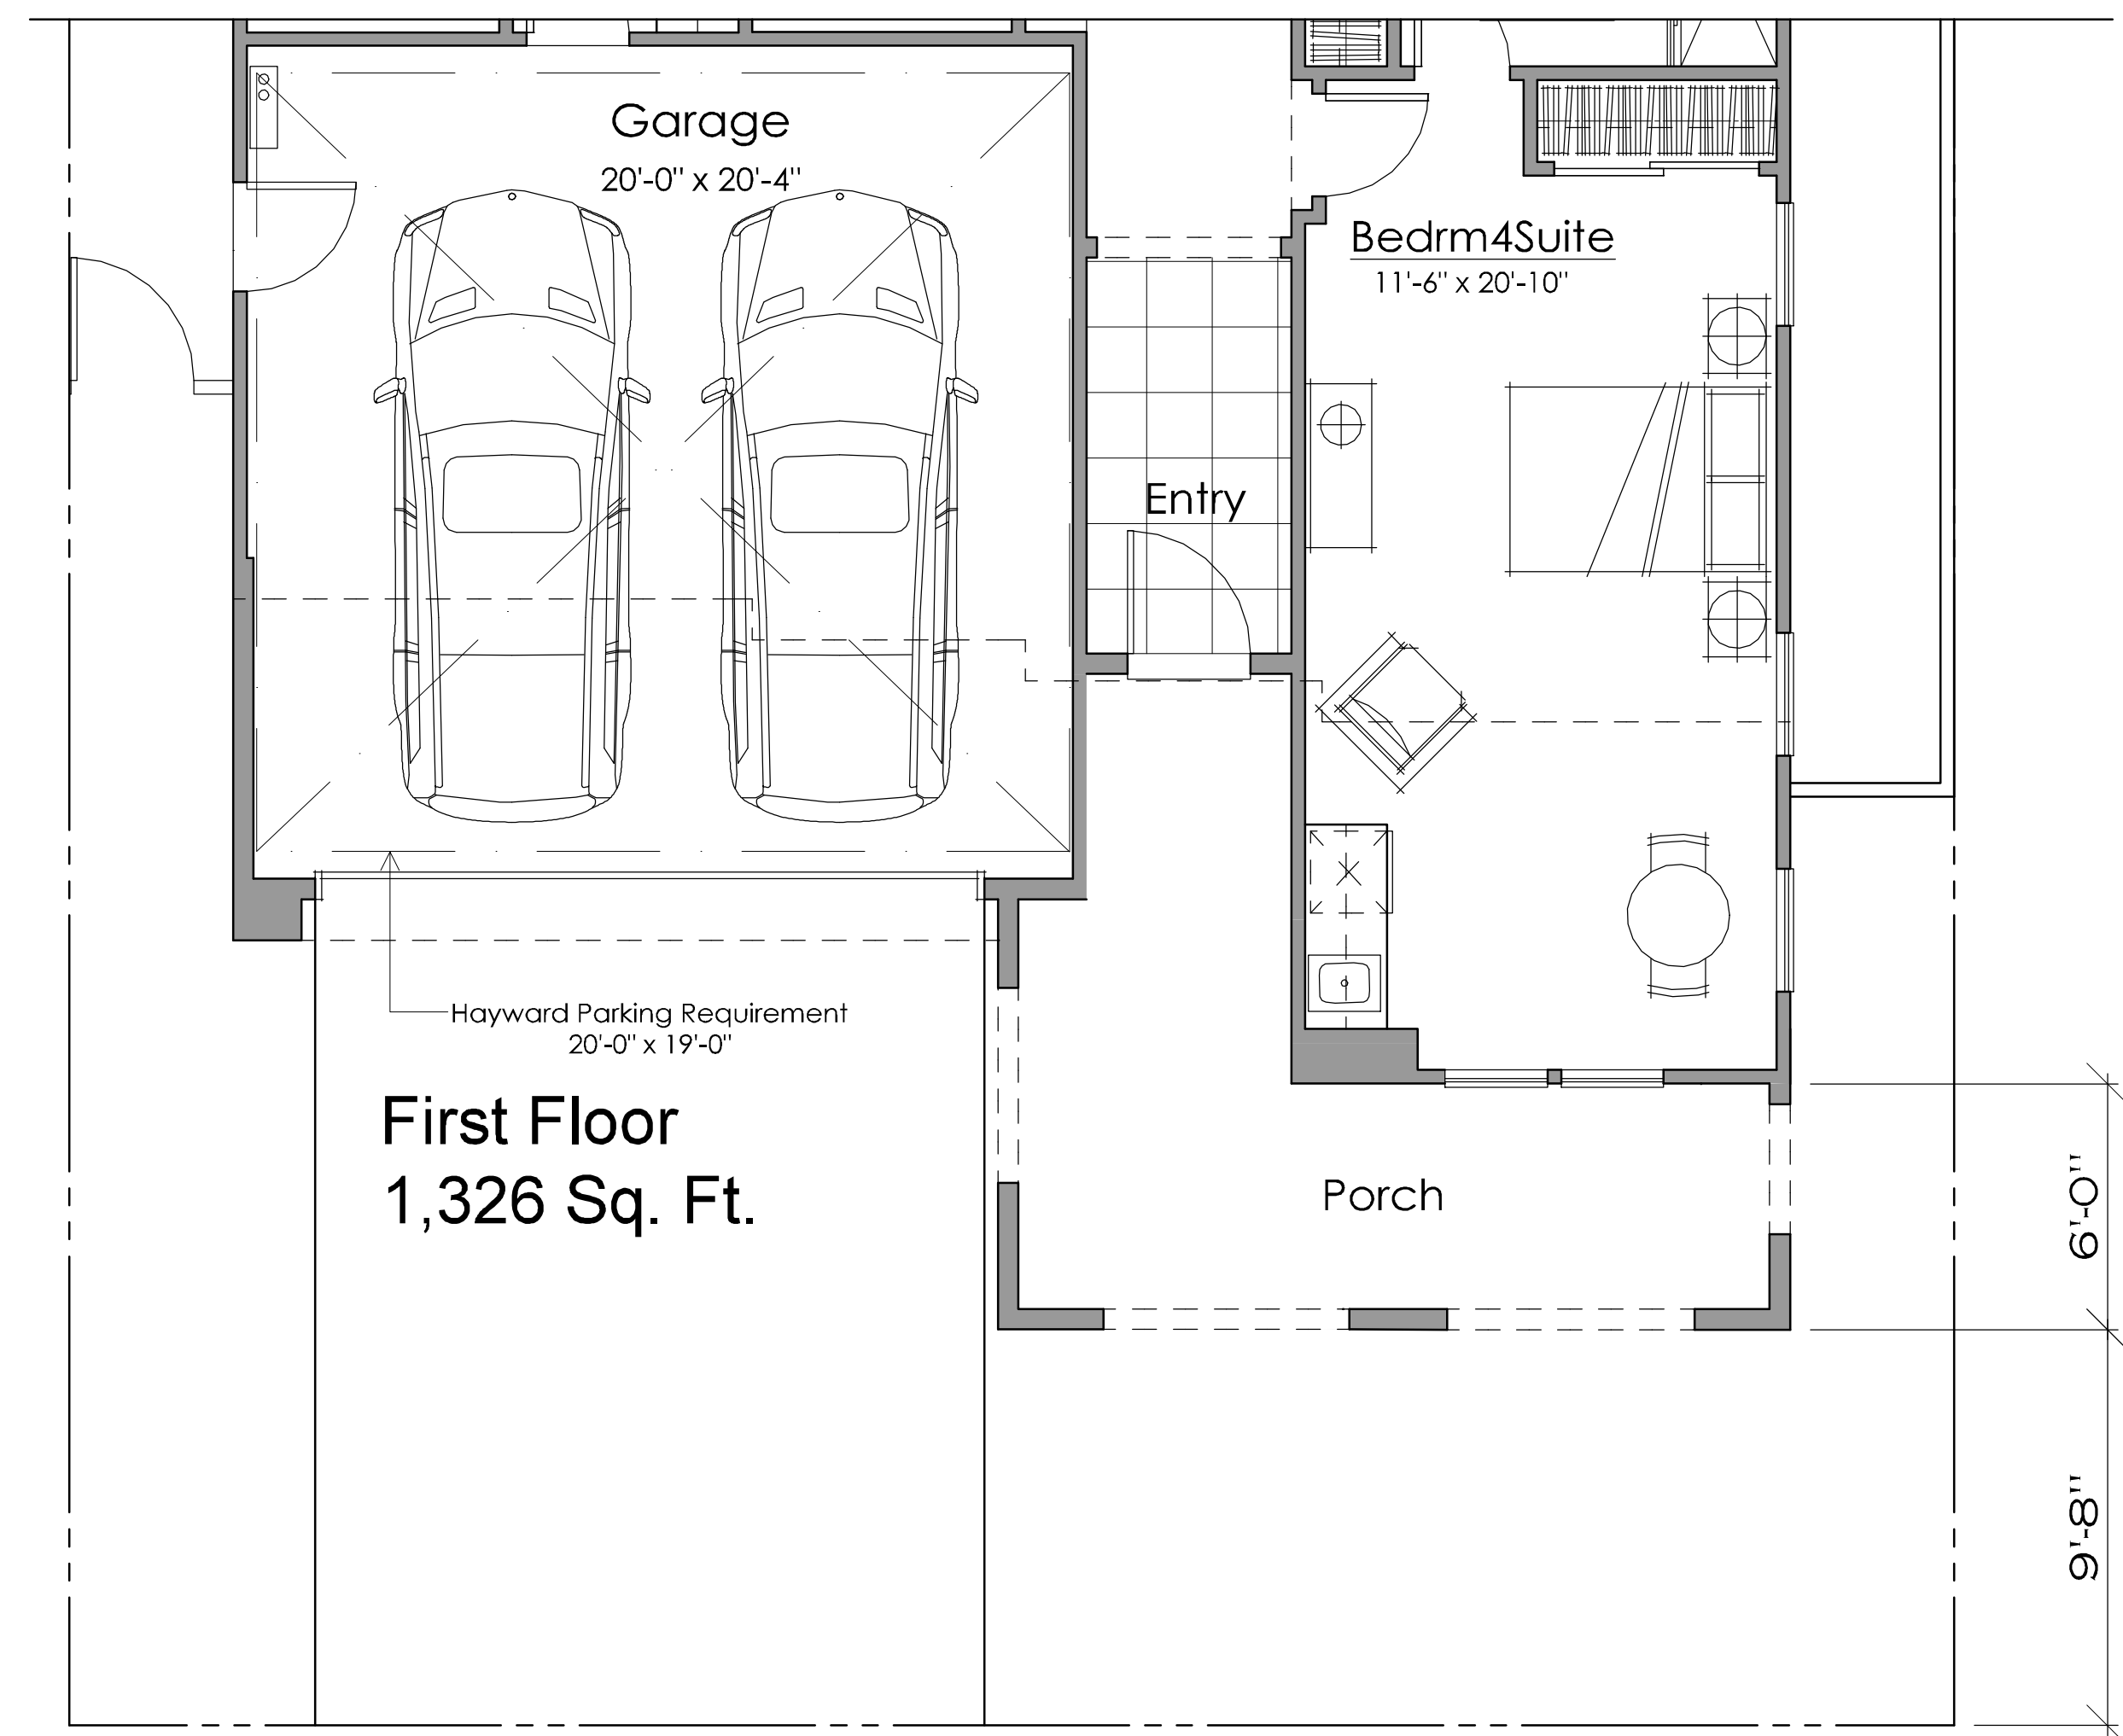 Garage
20'-0" x 20'-4"
Bedrm4Suite
11'-6" x 20'-10"
Entry
Hayward Parking Requirement
20'-0" x 19'-0"
First Floor
1,326 Sq. Ft.
Porch
6'-0"
9'-8"